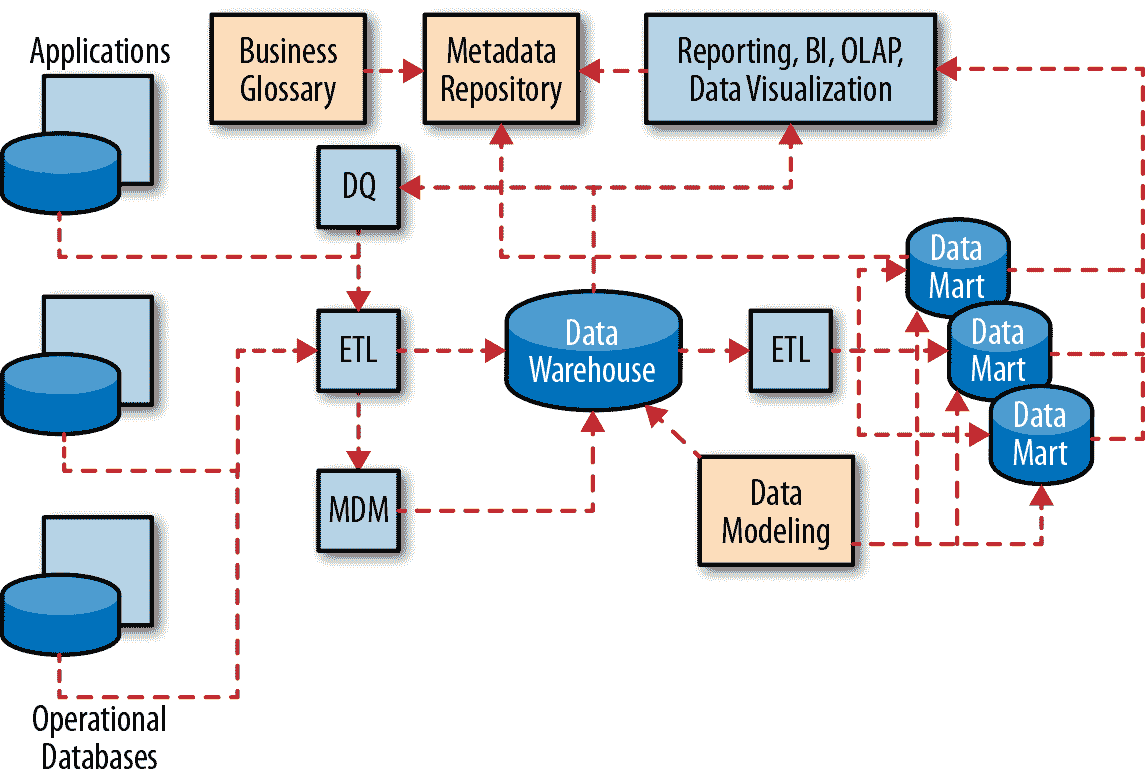 Applications
Business
Glossary
Metadata
Repository
Reporting, BI, OLAP,
Data Visualization
DQ
ETL
MDM
Data
Warehouse
ETL
Data
Mart
Data
Mart
Data
Mart
Data
Modeling
Operational
Databases